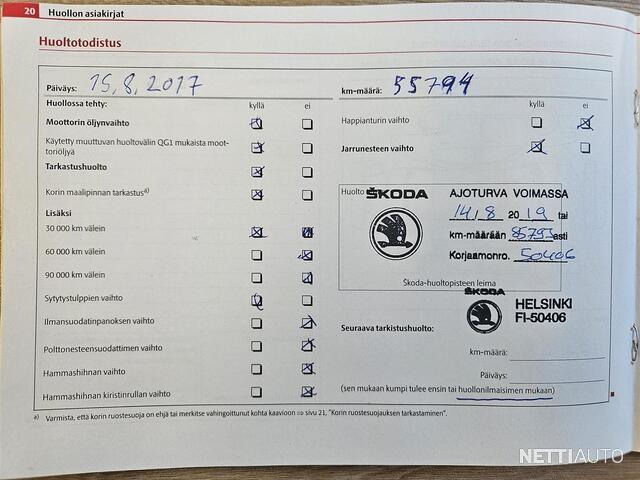 20 Huollon asiakirjat
Huoltotodistus
Päiväys: 15.8.2017
km-määrä: 55794
Huollossa tehty: kyllä ei
kyllä ei
Moottorin öljynvaihto
Käytetty muuttuvan huoltovälin QG1 mukaista moot-
toriöljyä
Tarkastushuolto
Korin maalipinnan tarkastus a)
Lisäksi
30 000 km välein
60 000 km välein
90 000 km välein
Sytytystulppien vaihto
Ilmansuodatinpanoksen vaihto
Polttonesteensuodattimen vaihto
Hammashihnan vaihto
Hammashihnan kiristinrullan vaihto
Happianturin vaihto
Jarrunesteen vaihto
Huolto
ŠKODA
AJOTURVA VOIMASSA
14/8 2019 tai
km-määrään 85793 asti
Korjaamonro. 50406
Škoda-huoltopisteen leima
ŠKODA
HELSINKI
FI-50406
Seuraava tarkistushuolto:
km-määrä:
Päiväys:
(sen mukaan kumpi tulee ensin tai huollonilmaisimen mukaan)
a) Varmista, että korin ruostesuoja on ehjä tai merkitse vahingoittunut kohta kaavioon ⇒ sivu 21, "Korin ruostesuojauksen tarkastaminen".
NETTIAUTO